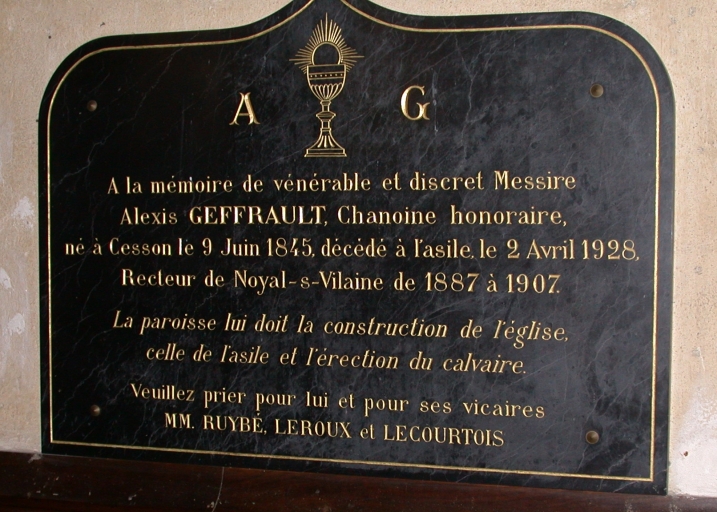 A G
A la mémoire de vénérable et discret Messire
Alexis GEFFRAULT, Chanoine honoraire,
né à Cesson le 9 Juin 1845, décédé à l'asile, le 2 Avril 1928,
Recteur de Noyal-s-Vilaine de 1887 à 1907.
La paroisse lui doit la construction de l'église,
celle de l'asile et l'érection du calvaire.
Veuillez prier pour lui et pour ses vicaires
MM. RUYBÉ, LEROUX et LECOURTOIS